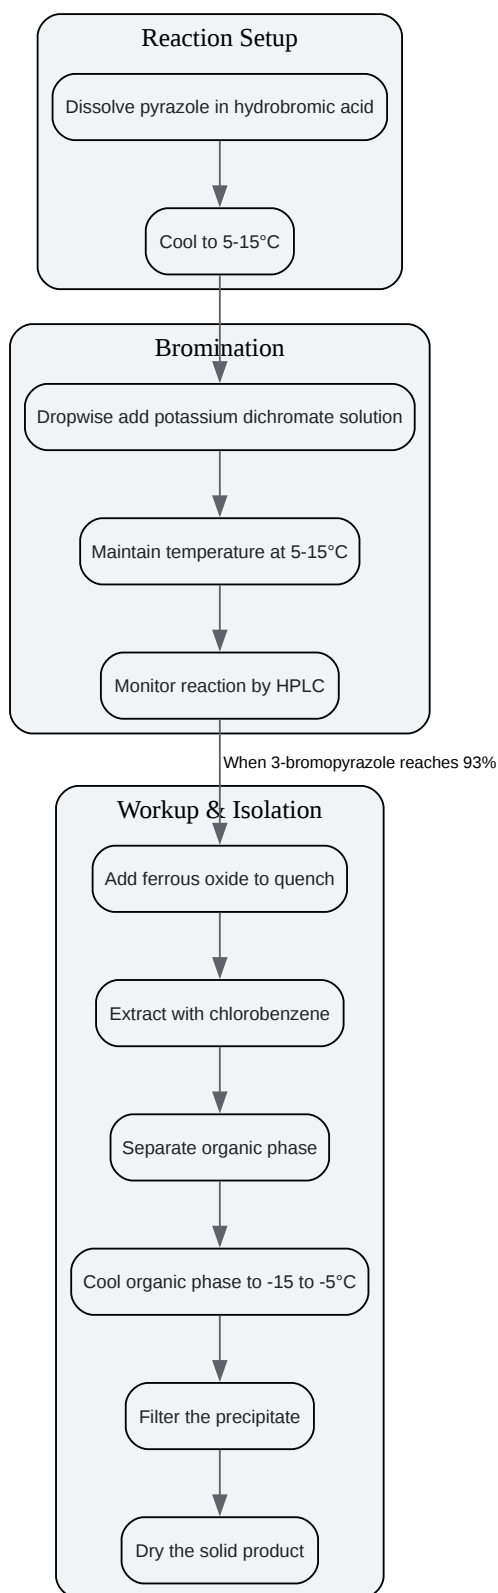 Reaction Setup
Dissolve pyrazole in hydrobromic acid
Cool to 5-15°C
Bromination
Dropwise add potassium dichromate solution
Maintain temperature at 5-15°C
Monitor reaction by HPLC
When 3-bromopyrazole reaches 93%
Workup & Isolation
Add ferrous oxide to quench
Extract with chlorobenzene
Separate organic phase
Cool organic phase to -15 to -5°C
Filter the precipitate
Dry the solid product